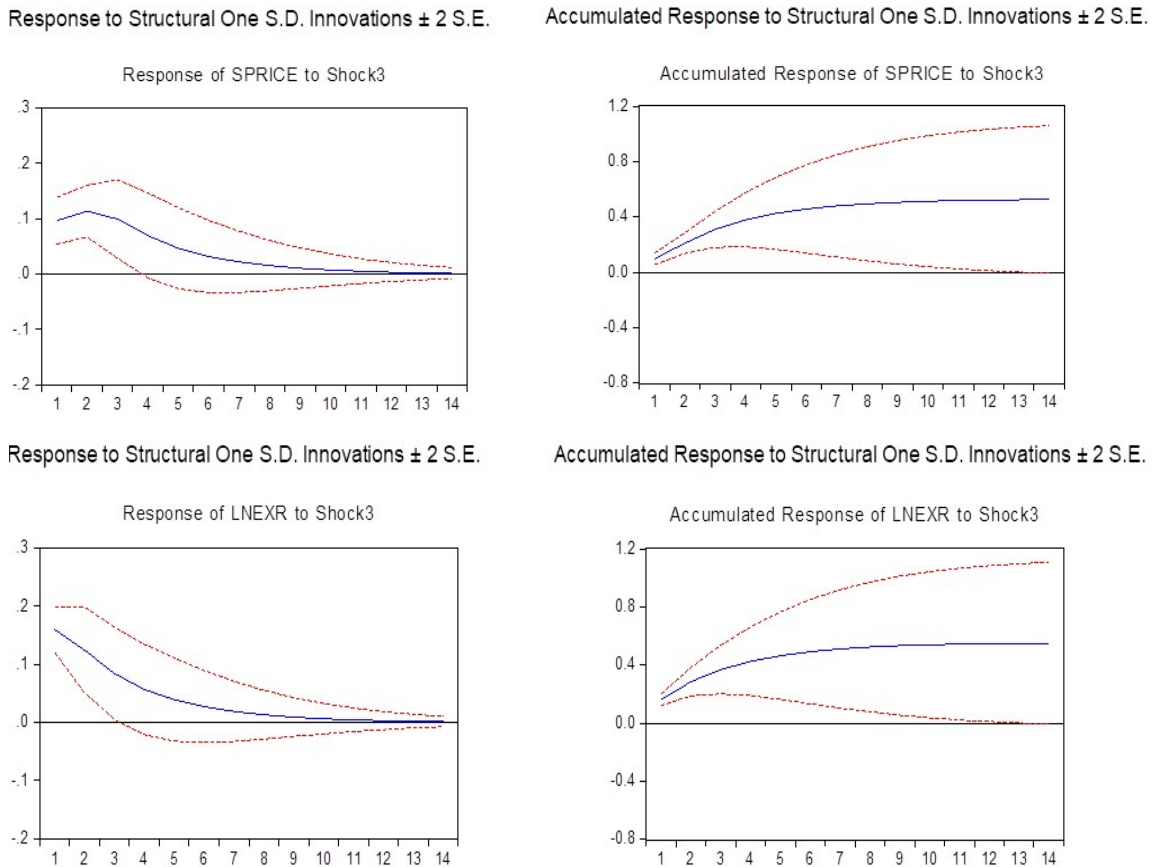 Response to Structural One S.D. Innovations ± 2 S.E.
Response of SPRICE to Shock3
.3
.2
.1
.0
-.1
-.2
1 2 3 4 5 6 7 8 9 10 11 12 13 14
Accumulated Response to Structural One S.D. Innovations ± 2 S.E.
Accumulated Response of SPRICE to Shock3
1.2
0.8
0.4
0.0
-0.4
-0.8
1 2 3 4 5 6 7 8 9 10 11 12 13 14
Response to Structural One S.D. Innovations ± 2 S.E.
Response of LNEXR to Shock3
.3
.2
.1
.0
-.1
-.2
1 2 3 4 5 6 7 8 9 10 11 12 13 14
Accumulated Response to Structural One S.D. Innovations ± 2 S.E.
Accumulated Response of LNEXR to Shock3
1.2
0.8
0.4
0.0
-0.4
-0.8
1 2 3 4 5 6 7 8 9 10 11 12 13 14